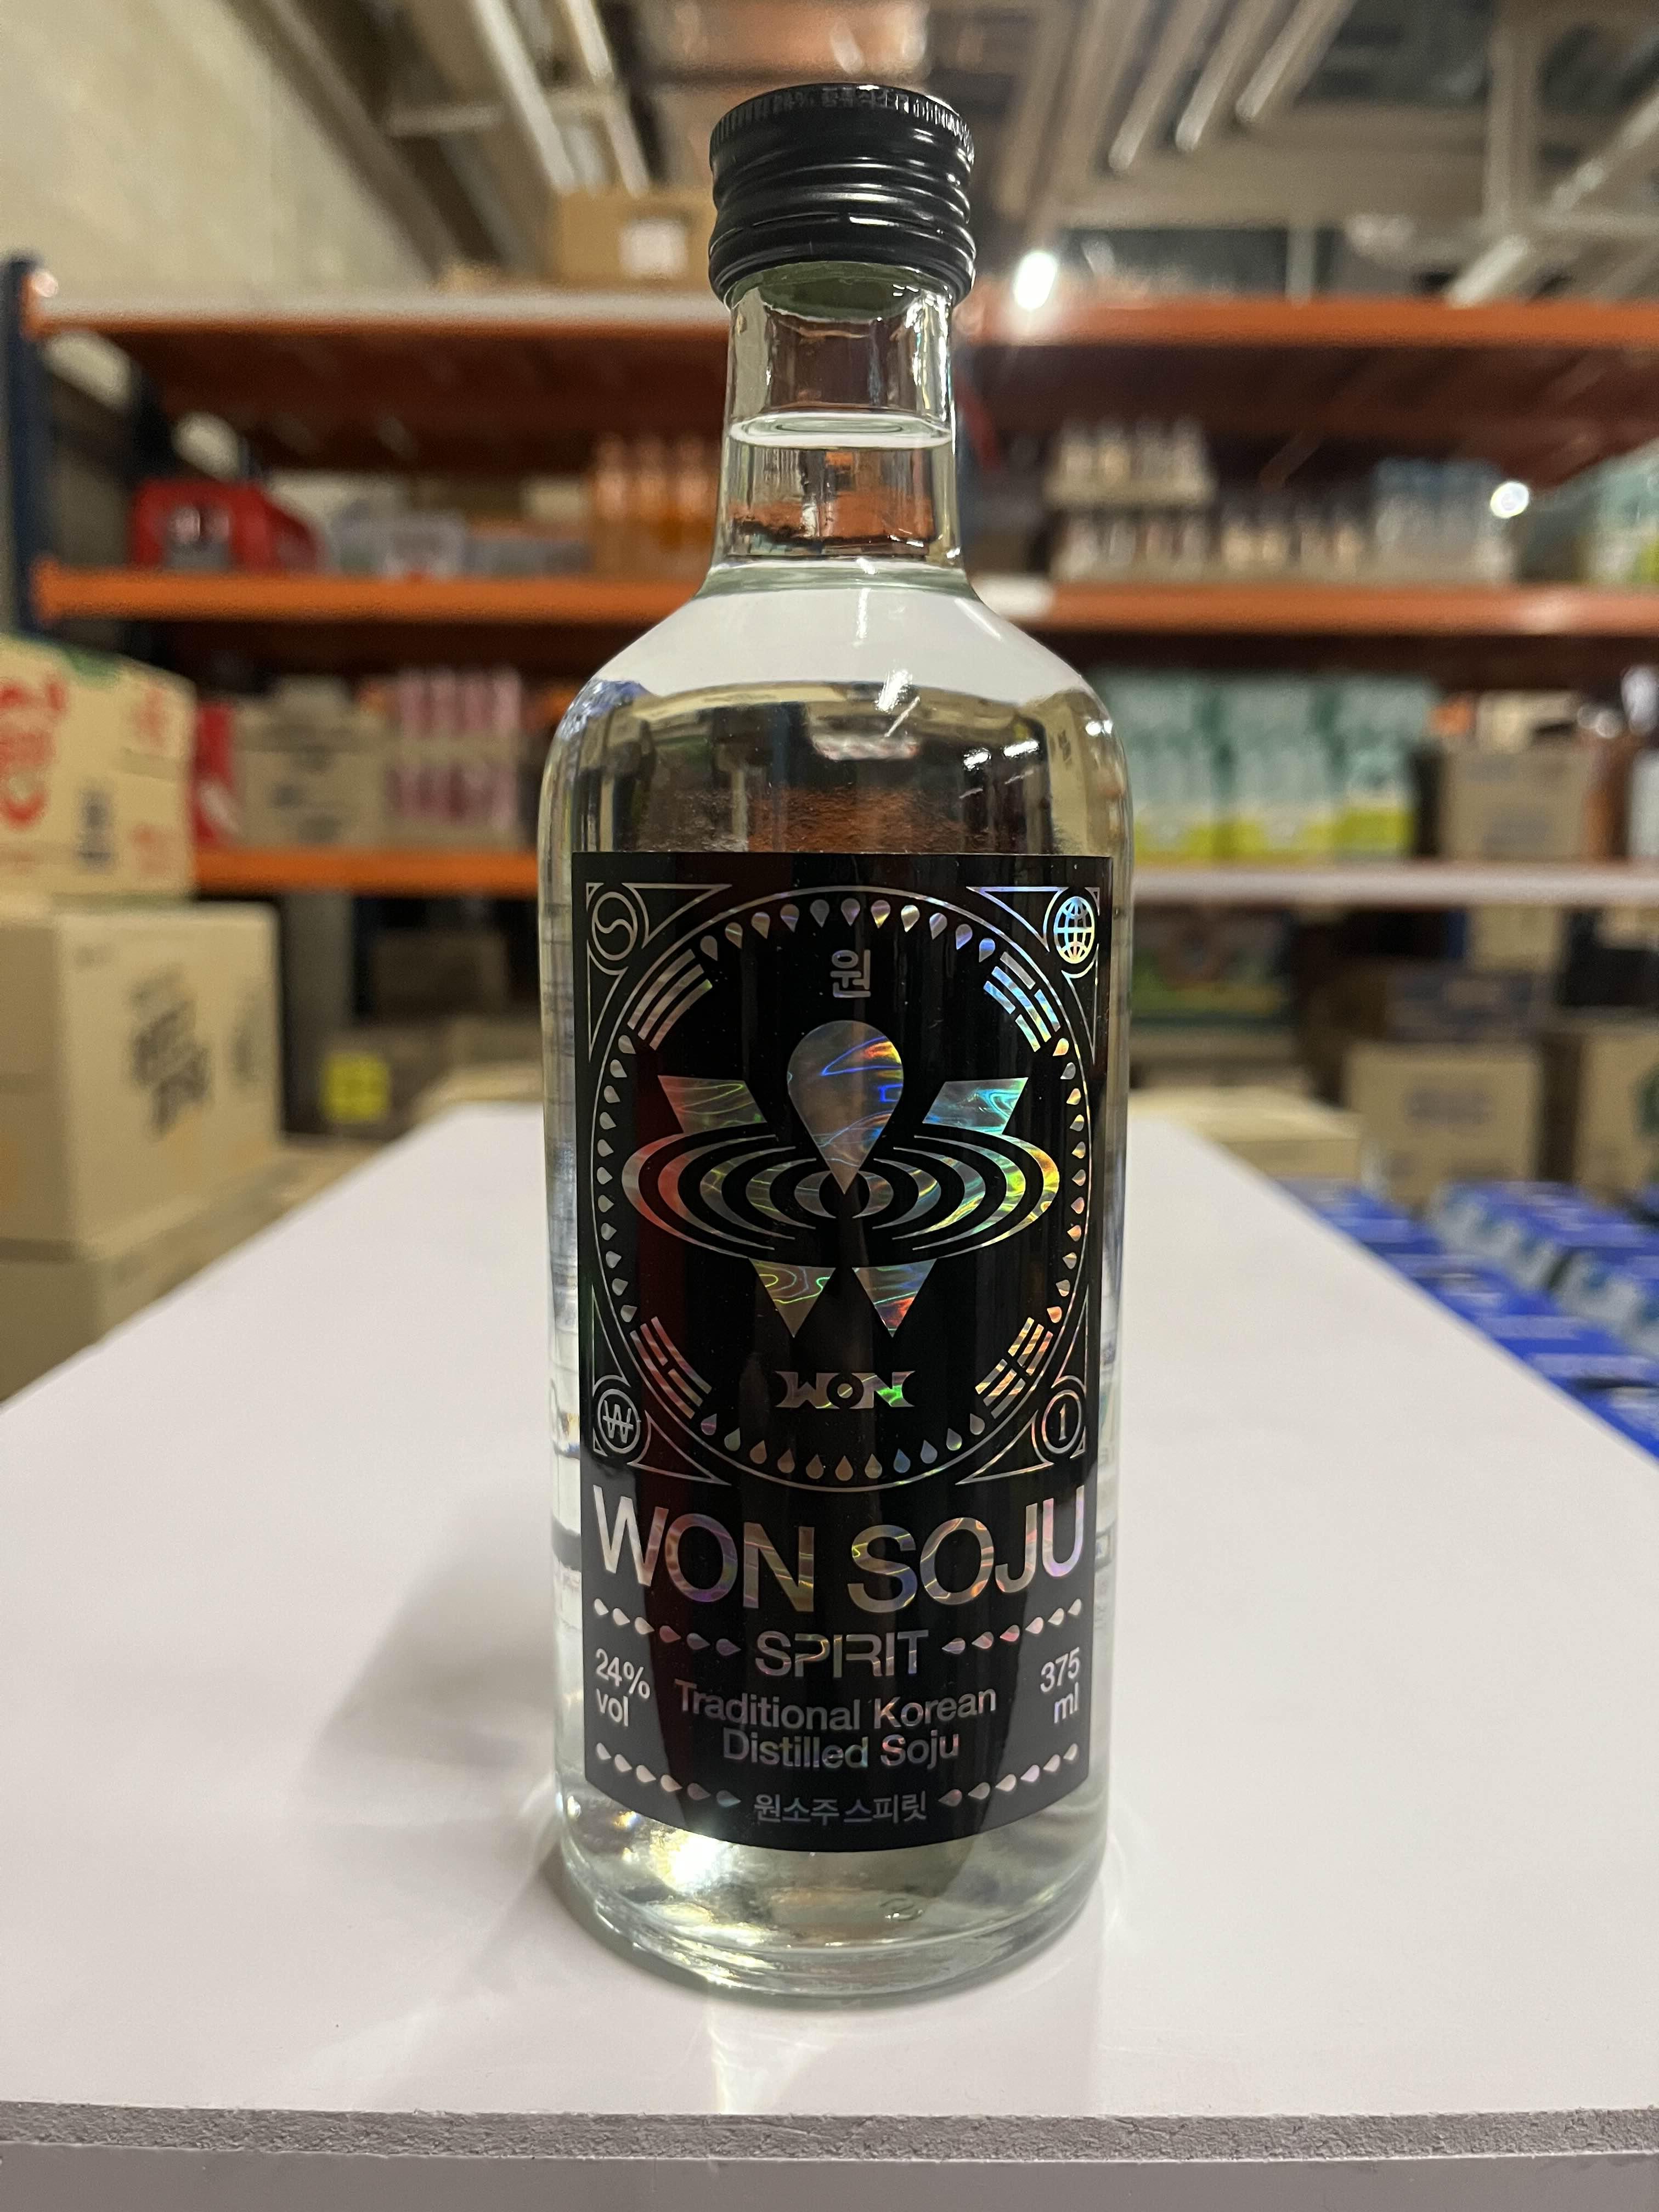 원
WON
₩
1
WON SOJU
SPIRIT
24%
vol
Traditional Korean
Distilled Soju
375
ml
원소주 스피릿